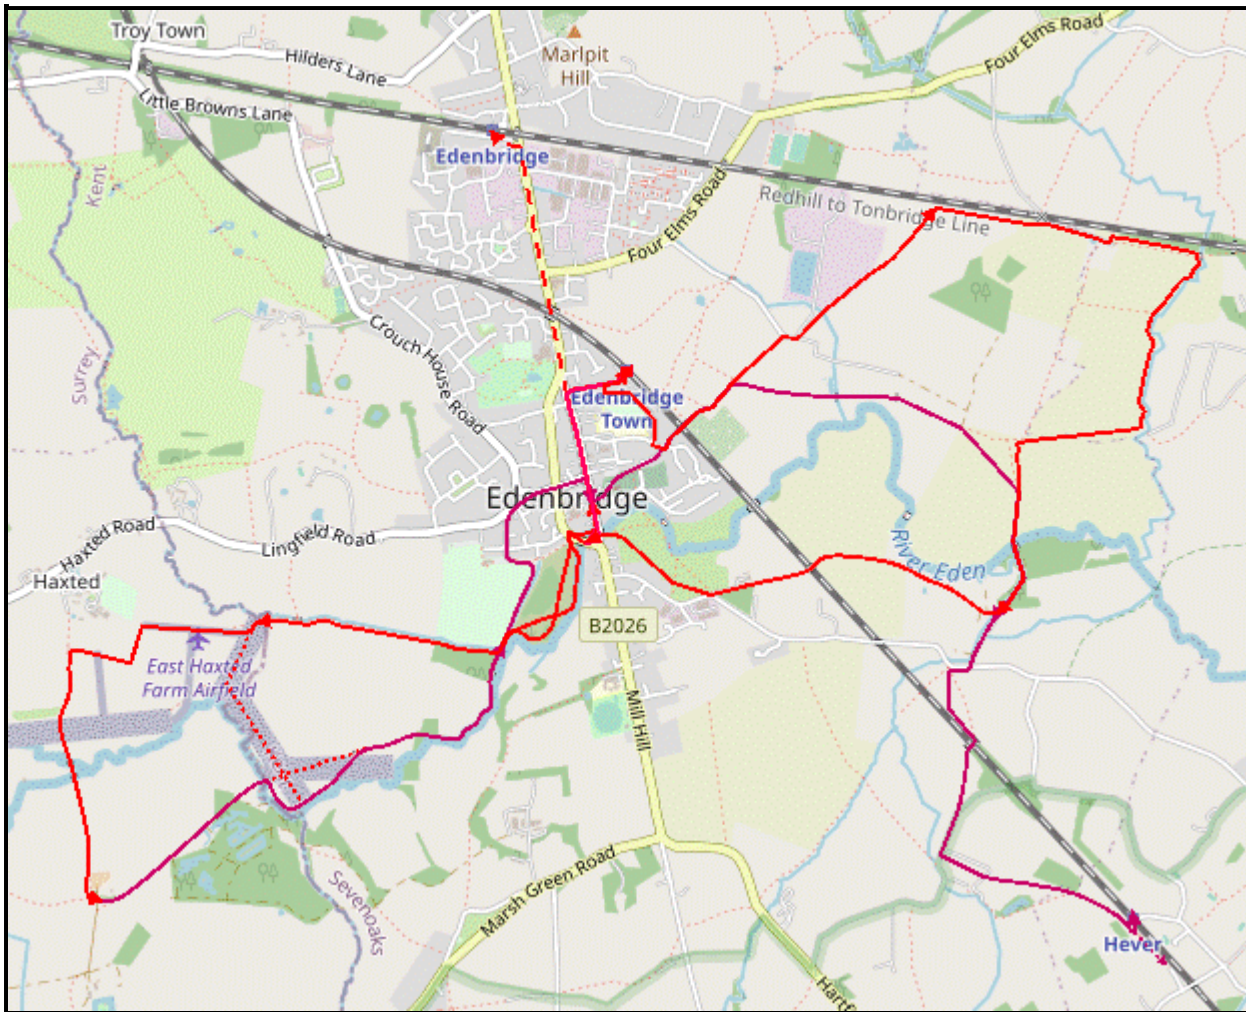 Troy Town
Hilders Lane
Marlpit
Hill
Four Elms Road
Little Browns Lane
Edenbridge
Kent
Redhill to Tonbridge Line
Four Elms Road
Surrey
Crouch House Road
Edenbridge
Town
Edenbridge
Haxted Road
Lingfield Road
River Eden
Haxted
B2026
East Haxted
Farm Airfield
Mill Hill
Marsh Green Road
Sevenoaks
Hever
Hartf